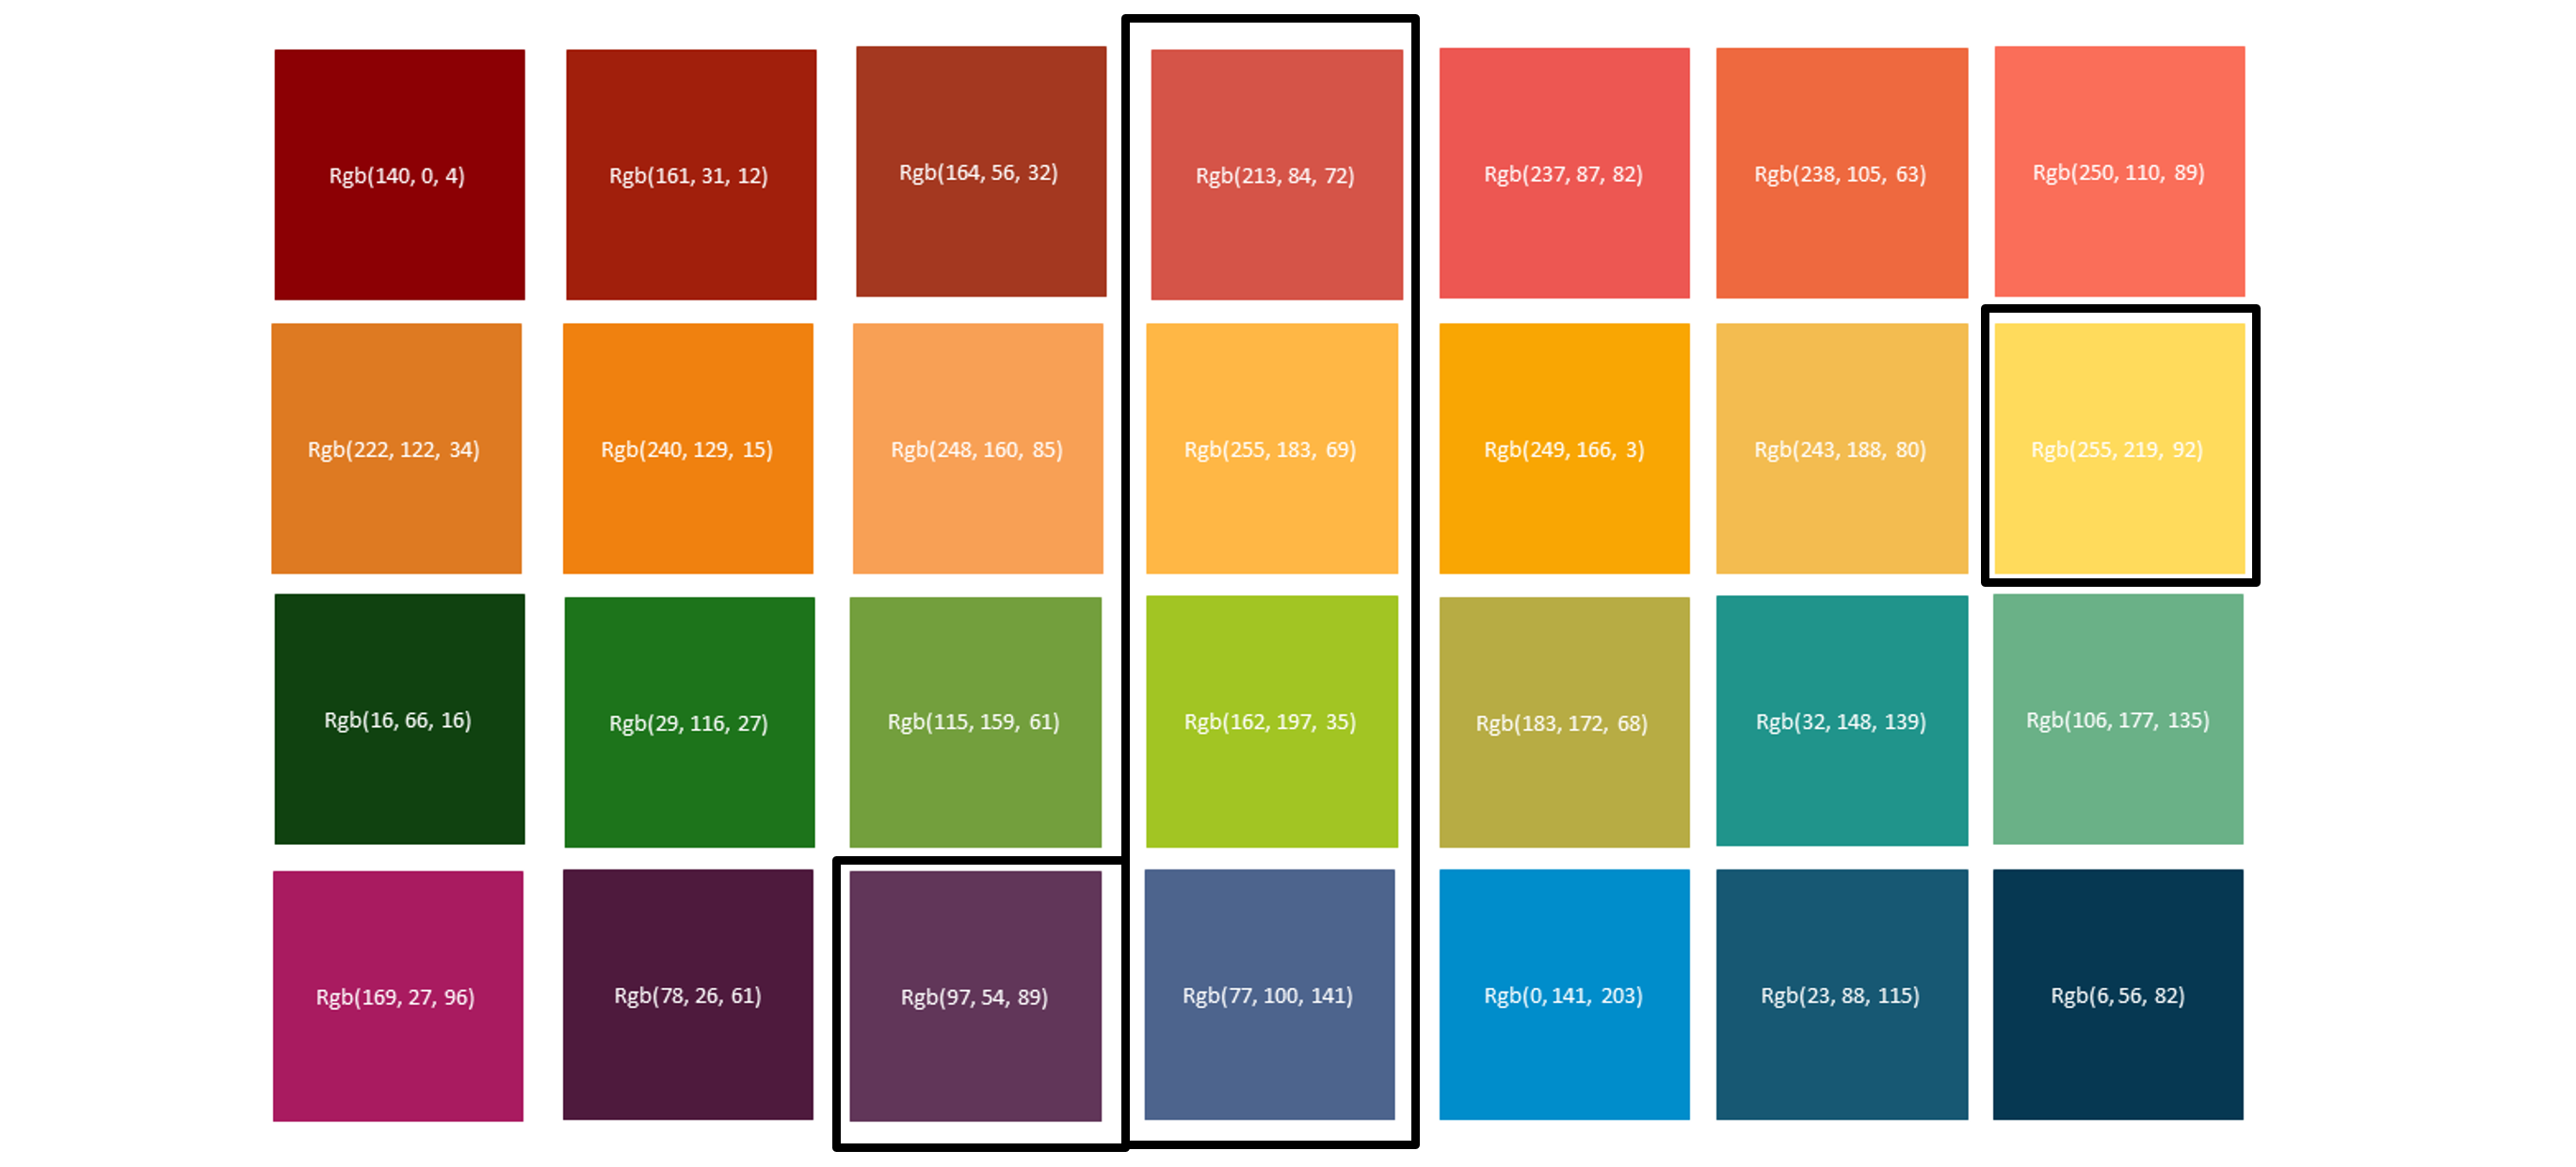 Rgb(140, 0, 4)
Rgb(161, 31, 12)
Rgb(164, 56, 32)
Rgb(213, 84, 72)
Rgb(237, 87, 82)
Rgb(238, 105, 63)
Rgb(250, 110, 89)
Rgb(222, 122, 34)
Rgb(240, 129, 15)
Rgb(248, 160, 85)
Rgb(255, 183, 69)
Rgb(249, 166, 3)
Rgb(243, 188, 80)
Rgb(255, 219, 92)
Rgb(16, 66, 16)
Rgb(29, 116, 27)
Rgb(115, 159, 61)
Rgb(162, 197, 35)
Rgb(183, 172, 68)
Rgb(32, 148, 139)
Rgb(106, 177, 135)
Rgb(169, 27, 96)
Rgb(78, 26, 61)
Rgb(97, 54, 89)
Rgb(77, 100, 141)
Rgb(0, 141, 203)
Rgb(23, 88, 115)
Rgb(6, 56, 82)